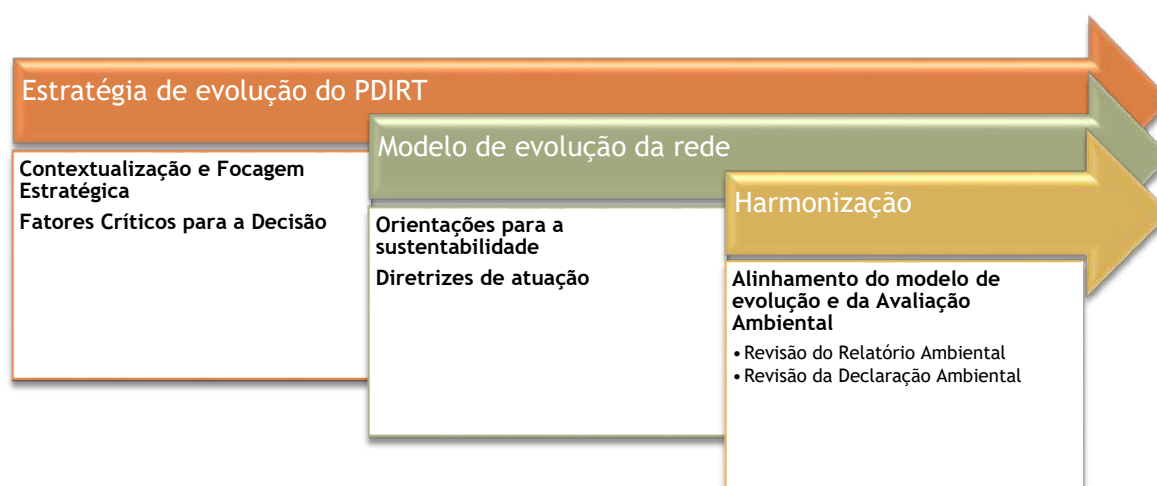 Estratégia de evolução do PDIRT
Contextualização e Focagem
Estratégica
Fatores Críticos para a Decisão
Modelo de evolução da rede
Orientações para a
sustentabilidade
Diretrizes de atuação
Harmonização
Alinhamento do modelo de
evolução e da Avaliação
Ambiental
• Revisão do Relatório Ambiental
• Revisão da Declaração Ambiental